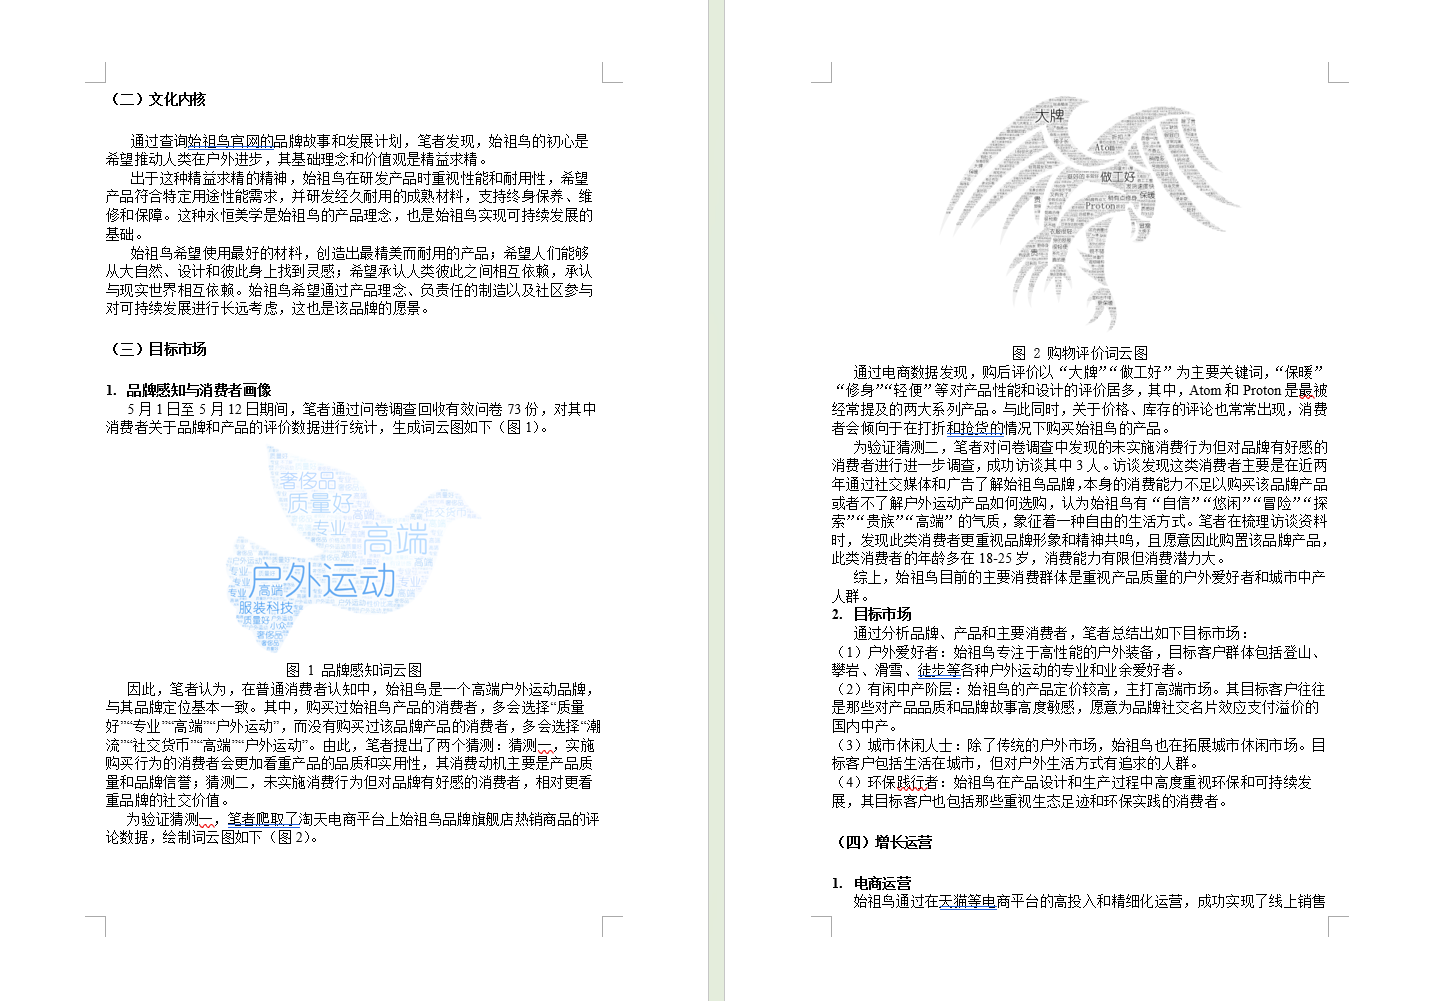 （二）文化内核
通过查询始祖鸟官网的品牌故事和发展计划，笔者发现，始祖鸟的初心是
希望推动人类在户外进步，其基础理念和价值观是精益求精。
出于这种精益求精的精神，始祖鸟在研发产品时重视性能和耐用性，希望
产品符合特定用途性能需求，并研发经久耐用的成熟材料，支持终身保养、维
修和保障。这种永恒美学是始祖鸟的产品理念，也是始祖鸟实现可持续发展的
基础。
始祖鸟希望使用最好的材料，创造出最精美而耐用的产品；希望人们能够
从大自然、设计和彼此身上找到灵感；希望承认人类彼此之间相互依赖，承认
与现实世界相互依赖。始祖鸟希望通过产品理念、负责任的制造以及社区参与
对可持续发展进行长远考虑，这也是该品牌的愿景。
（三）目标市场
1. 品牌感知与消费者画像
5 月 1 日至 5 月 12 日期间，笔者通过问卷调查回收有效问卷 73 份，对其中
消费者关于品牌和产品的评价数据进行统计，生成词云图如下（图 1）。
奢侈品
质量好
专业
高端
社交货币
户外运动
高端
服装科技
质量好
小众
奢侈品
图 1 品牌感知词云图
因此，笔者认为，在普通消费者认知中，始祖鸟是一个高端户外运动品牌，
与其品牌定位基本一致。其中，购买过始祖鸟产品的消费者，多会选择“质量
好”“专业”“高端”“户外运动”，而没有购买过该品牌产品的消费者，多会选择“潮
流”“社交货币”“高端”“户外运动”。由此，笔者提出了两个猜测：猜测一，实施
购买行为的消费者会更加看重产品的品质和实用性，其消费动机主要是产品质
量和品牌信誉；猜测二，未实施消费行为但对品牌有好感的消费者，相对更看
重品牌的社交价值。
为验证猜测一，笔者爬取了淘天电商平台上始祖鸟品牌旗舰店热销商品的评
论数据，绘制词云图如下（图 2）。
大牌
Atom
做工好
保暖
Proton
贵
图 2 购物评价词云图
通过电商数据发现，购后评价以“大牌”“做工好”为主要关键词，“保暖”
“修身”“轻便”等对产品性能和设计的评价居多，其中，Atom 和 Proton 是最被
经常提及的两大系列产品。与此同时，关于价格、库存的评论也常常出现，消费
者会倾向于在打折和抢货的情况下购买始祖鸟的产品。
为验证猜测二，笔者对问卷调查中发现的未实施消费行为但对品牌有好感的
消费者进行进一步调查，成功访谈其中 3 人。访谈发现这类消费者主要是在近两
年通过社交媒体和广告了解始祖鸟品牌，本身的消费能力不足以购买该品牌产品
或者不了解户外运动产品如何选购，认为始祖鸟有“自信”“悠闲”“冒险”“探
索”“贵族”“高端”的气质，象征着一种自由的生活方式。笔者在梳理访谈资料
时，发现此类消费者更重视品牌形象和精神共鸣，且愿意因此购置该品牌产品，
此类消费者的年龄多在 18-25 岁，消费能力有限但消费潜力大。
综上，始祖鸟目前的主要消费群体是重视产品质量的户外爱好者和城市中产
人群。
2. 目标市场
通过分析品牌、产品和主要消费者，笔者总结出如下目标市场：
（1）户外爱好者：始祖鸟专注于高性能的户外装备，目标客户群体包括登山、
攀岩、滑雪、徒步等各种户外运动的专业和业余爱好者。
（2）有闲中产阶层：始祖鸟的产品定价较高，主打高端市场。其目标客户往往
是那些对产品品质和品牌故事高度敏感，愿意为品牌社交名片效应支付溢价的
国内中产。
（3）城市休闲人士：除了传统的户外市场，始祖鸟也在拓展城市休闲市场。目
标客户包括生活在城市，但对户外生活方式有追求的人群。
（4）环保践行者：始祖鸟在产品设计和生产过程中高度重视环保和可持续发
展，其目标客户也包括那些重视生态足迹和环保实践的消费者。
（四）增长运营
1. 电商运营
始祖鸟通过在天猫等电商平台的高投入和精细化运营，成功实现了线上销售